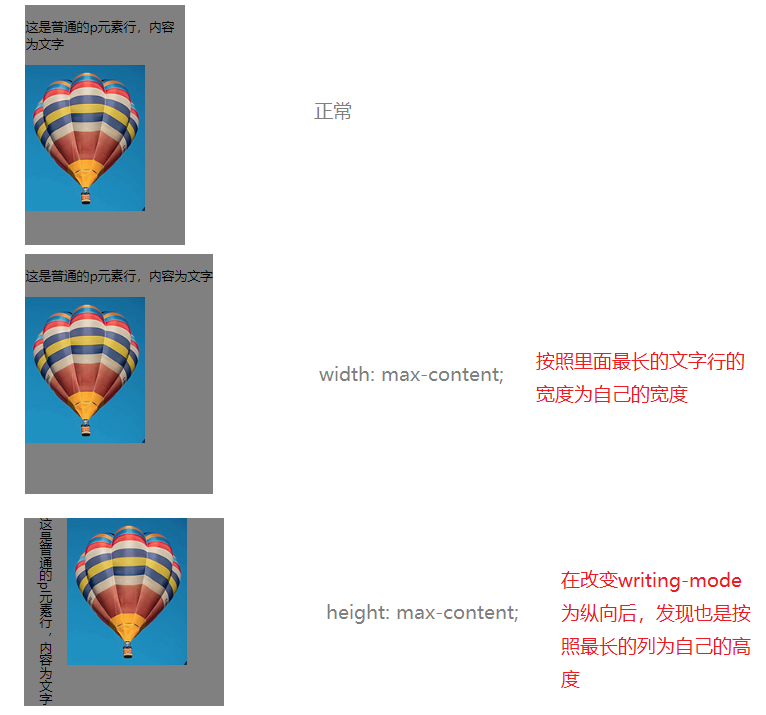 这是普通的p元素行，内容
为文字
正常
这是普通的p元素行，内容为文字
width: max-content;
按照里面最长的文字行的
宽度为自己的宽度
这是普通的p元素行，内容为文字
height: max-content;
在改变writing-mode
为纵向后，发现也是按
照最长的列为自己的高
度